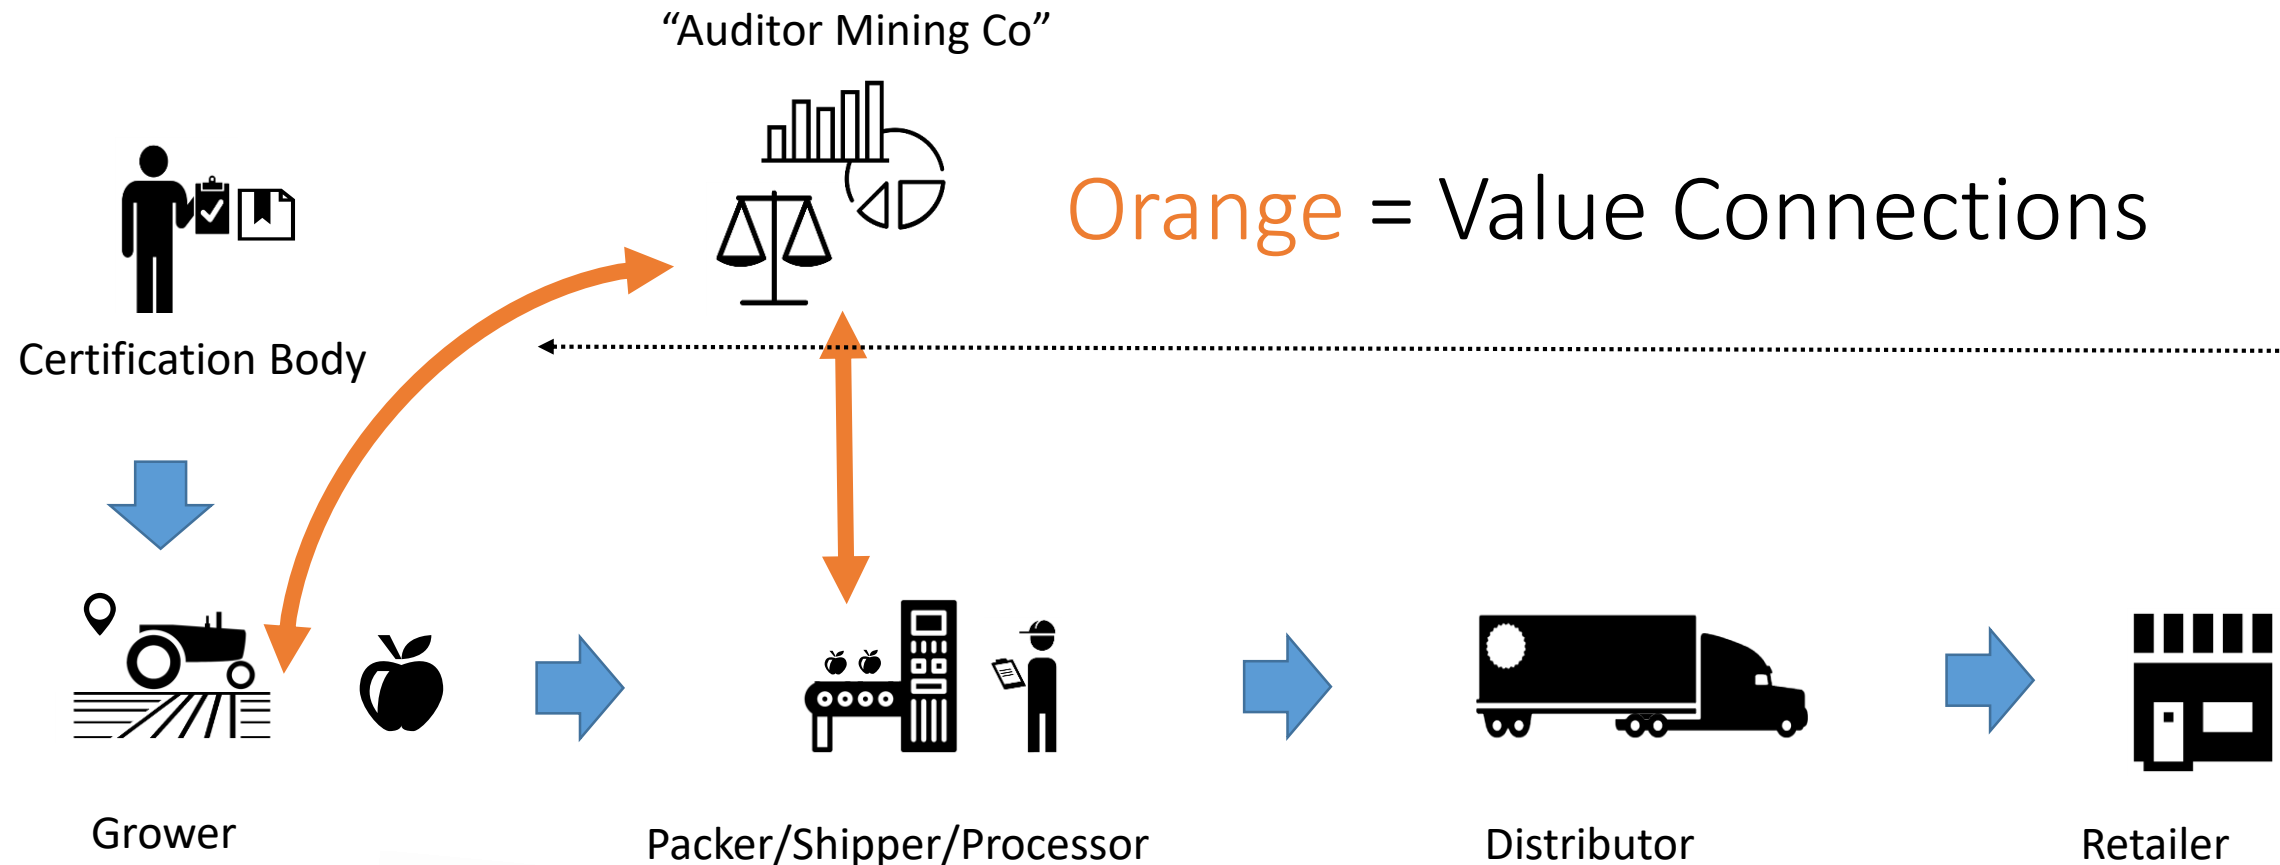 “Auditor Mining Co”
Orange = Value Connections
Certification Body
Grower
Packer/Shipper/Processor
Distributor
Retailer